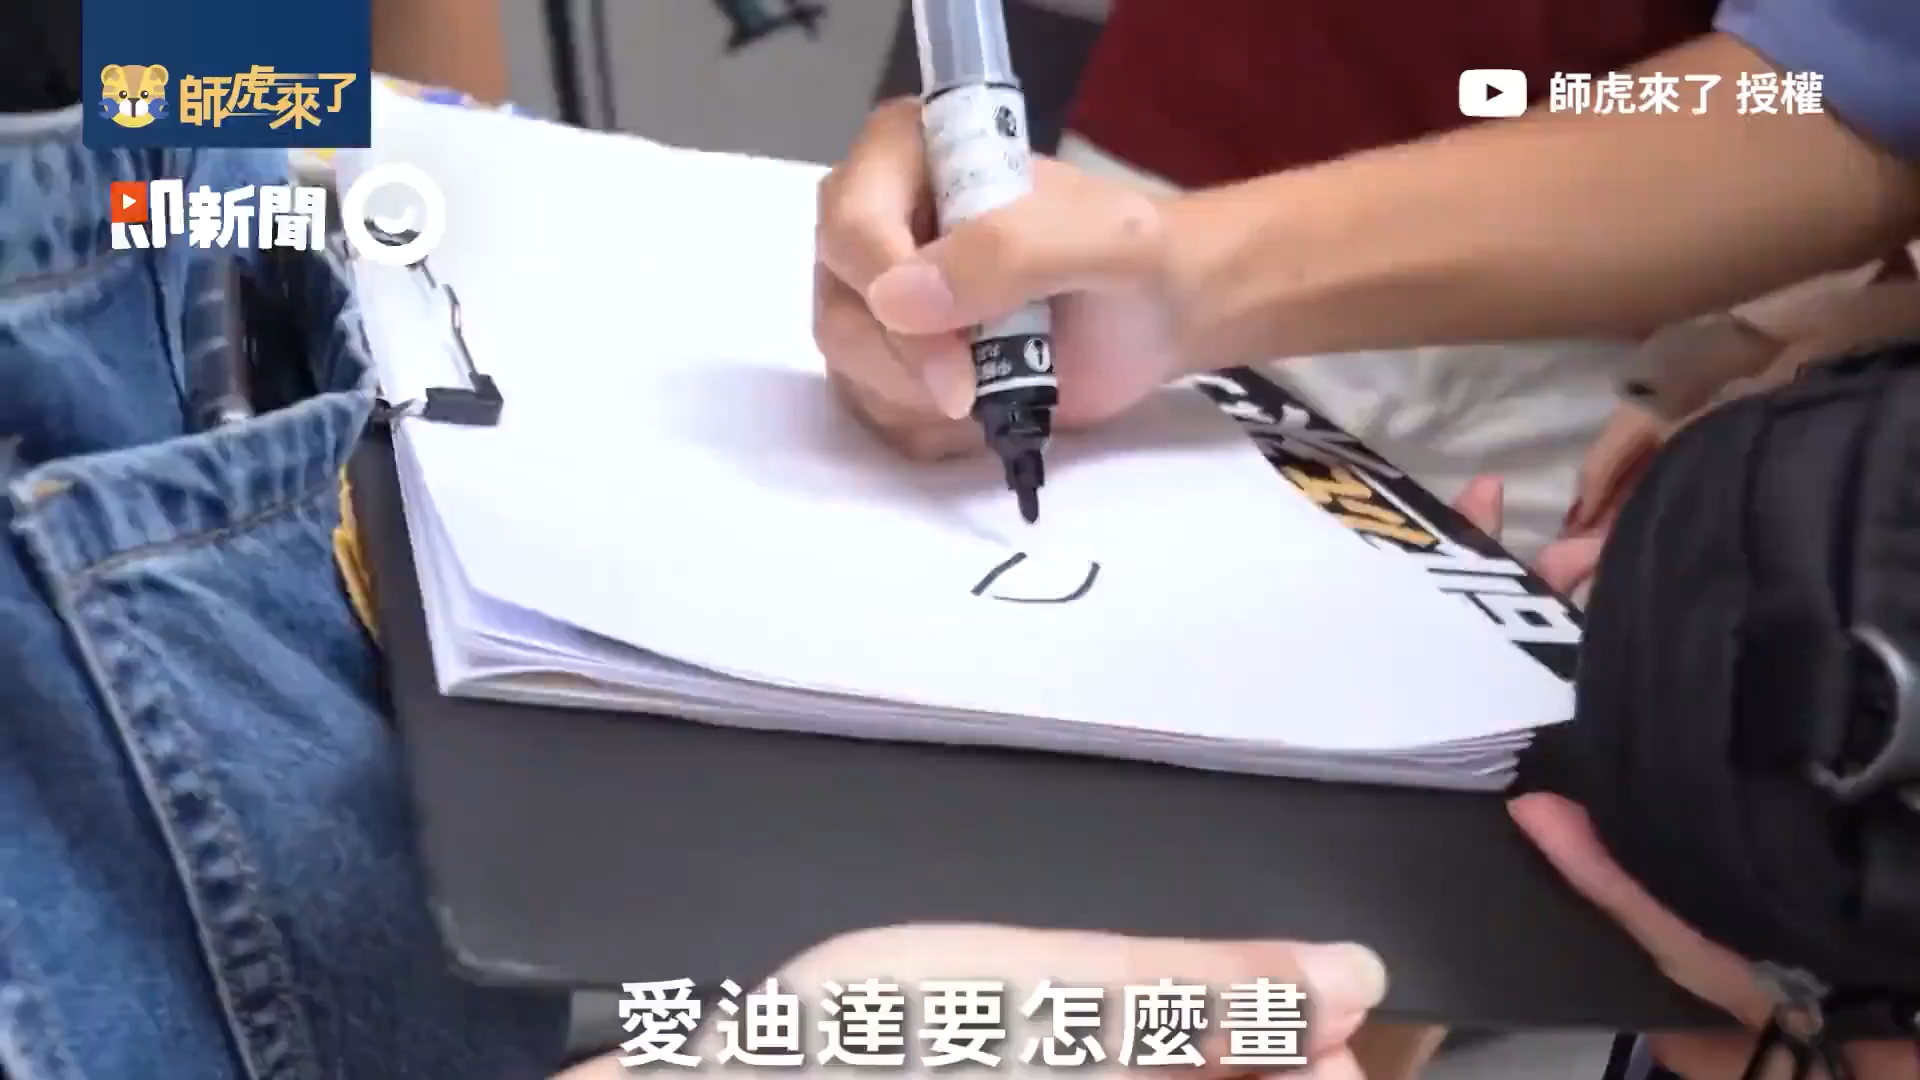 師虎來了
師虎來了 授權
即新聞
愛迪達要怎麼畫